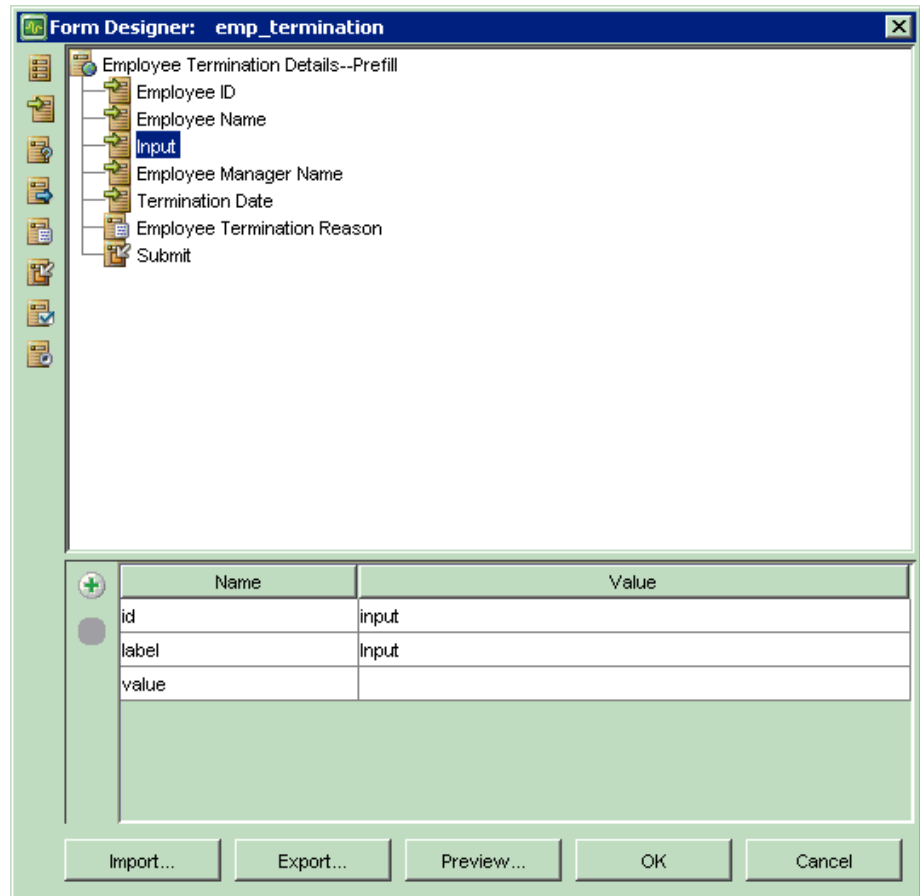 Form Designer: emp_termination
Employee Termination Details--Prefill
Employee ID
Employee Name
Input
Employee Manager Name
Termination Date
Employee Termination Reason
Submit
Name Value
id input
label Input
value
Import... Export... Preview... OK Cancel